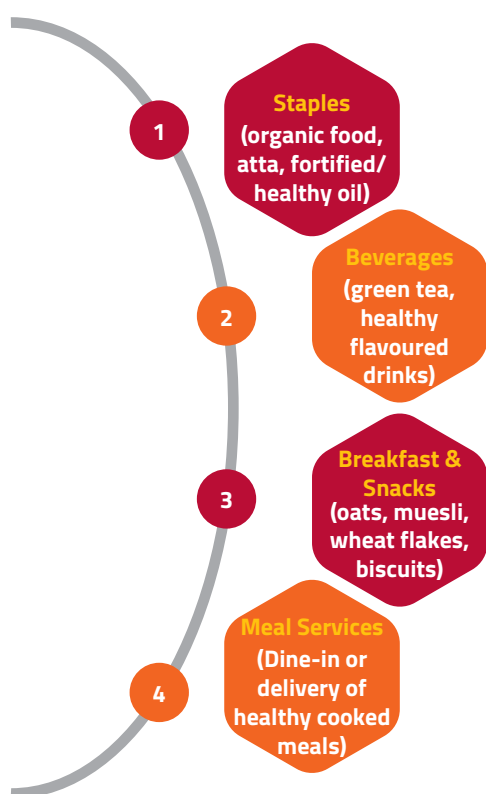 1
Staples
(organic food,
atta, fortified/
healthy oil)
2
Beverages
(green tea,
healthy
flavoured
drinks)
3
Breakfast &
Snacks
(oats, muesli,
wheat flakes,
biscuits)
4
Meal Services
(Dine-in or
delivery of
healthy cooked
meals)